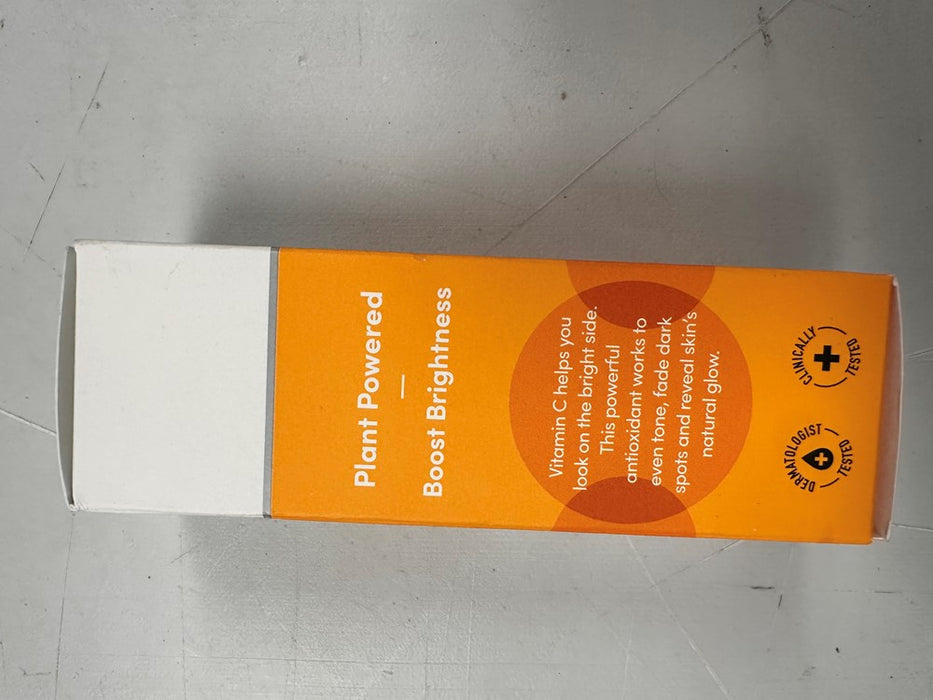 Plant Powered
—
Boost Brightness
Vitamin C helps you
look on the bright side.
This powerful
antioxidant works to
even tone, fade dark
spots and reveal skin's
natural glow.
DERMATOLOGIST
TESTED
CLINICALLY
TESTED